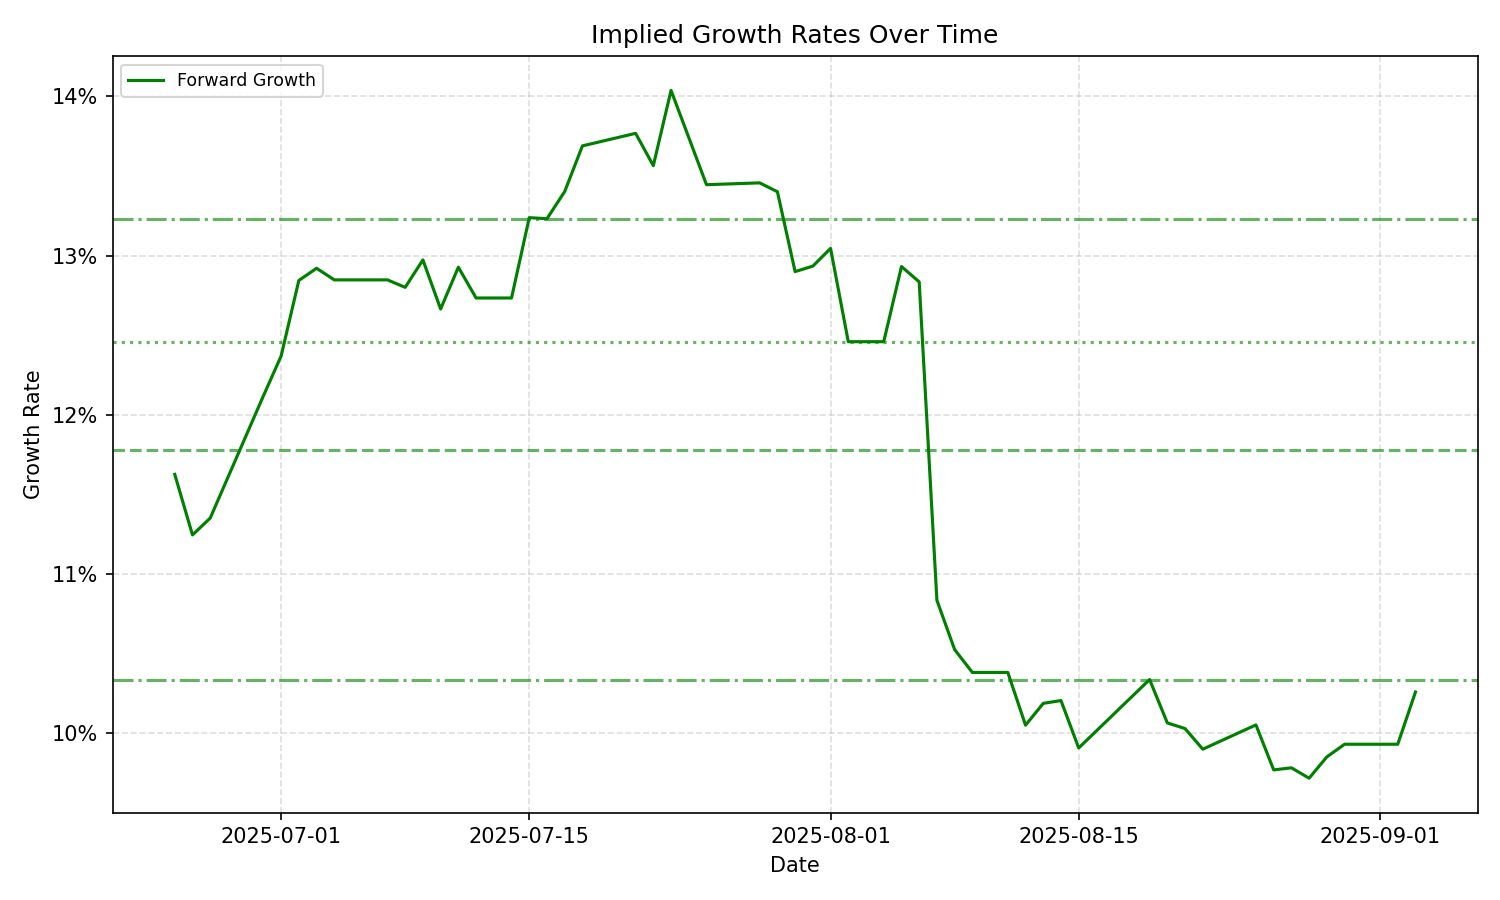 Implied Growth Rates Over Time
Forward Growth
14%
13%
12%
11%
10%
Growth Rate
2025-07-01
2025-07-15
2025-08-01
2025-08-15
2025-09-01
Date